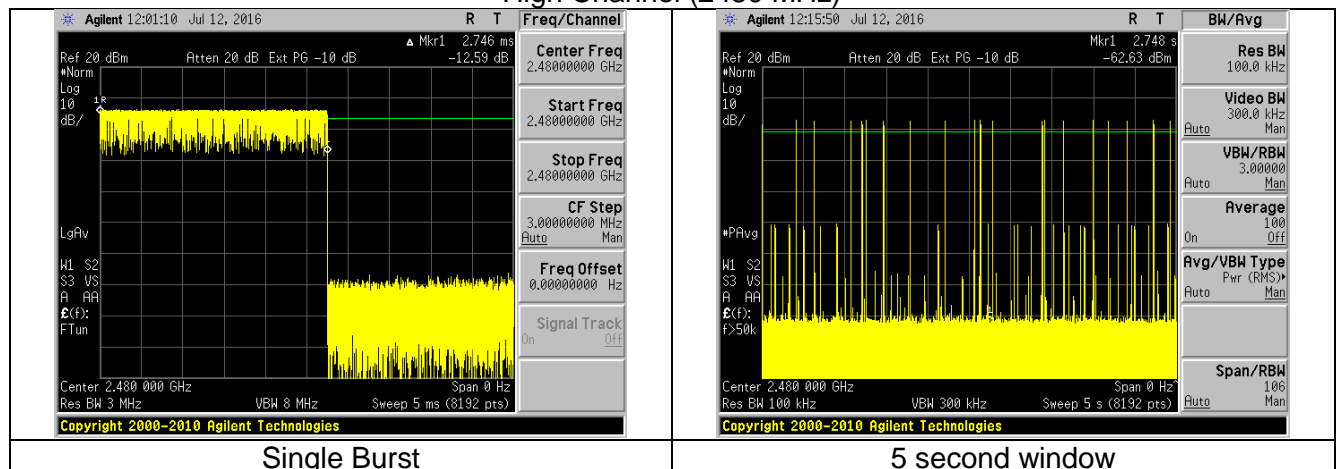 High Channel (2480 MHz)
Agilent 12:01:10 Jul 12, 2016 R T
Freq/Channel
Δ Mkr1 2.746 ms
Ref 20 dBm Atten 20 dB Ext PG -10 dB -12.59 dB
#Norm
Log
10
dB/
1R
LgAv
W1 S2
S3 VS
A AA
£(f):
FTun
Center 2.480 000 GHz Span 0 Hz
Res BW 3 MHz VBW 8 MHz Sweep 5 ms (8192 pts)
Center Freq
2.48000000 GHz
Start Freq
2.48000000 GHz
Stop Freq
2.48000000 GHz
CF Step
3.00000000 MHz
Auto Man
Freq Offset
0.00000000 Hz
Signal Track
On Off
Copyright 2000-2010 Agilent Technologies
Single Burst
Agilent 12:15:50 Jul 12, 2016 R T
BW/Avg
Mkr1 2.748 s
Ref 20 dBm Atten 20 dB Ext PG -10 dB -62.63 dBm
#Norm
Log
10
dB/
#PAvg
W1 S2
S3 VS
A AA
£(f):
f>50k
Center 2.480 000 GHz Span 0 Hz^
Res BW 100 kHz VBW 300 kHz Sweep 5 s (8192 pts)
Res BW
100.0 kHz
Video BW
300.0 kHz
Auto Man
VBW/RBW
3.00000
Auto Man
Average
100
On Off
Avg/VBW Type
Pwr (RMS)▸
Auto Man
Span/RBW
106
Auto Man
Copyright 2000-2010 Agilent Technologies
5 second window